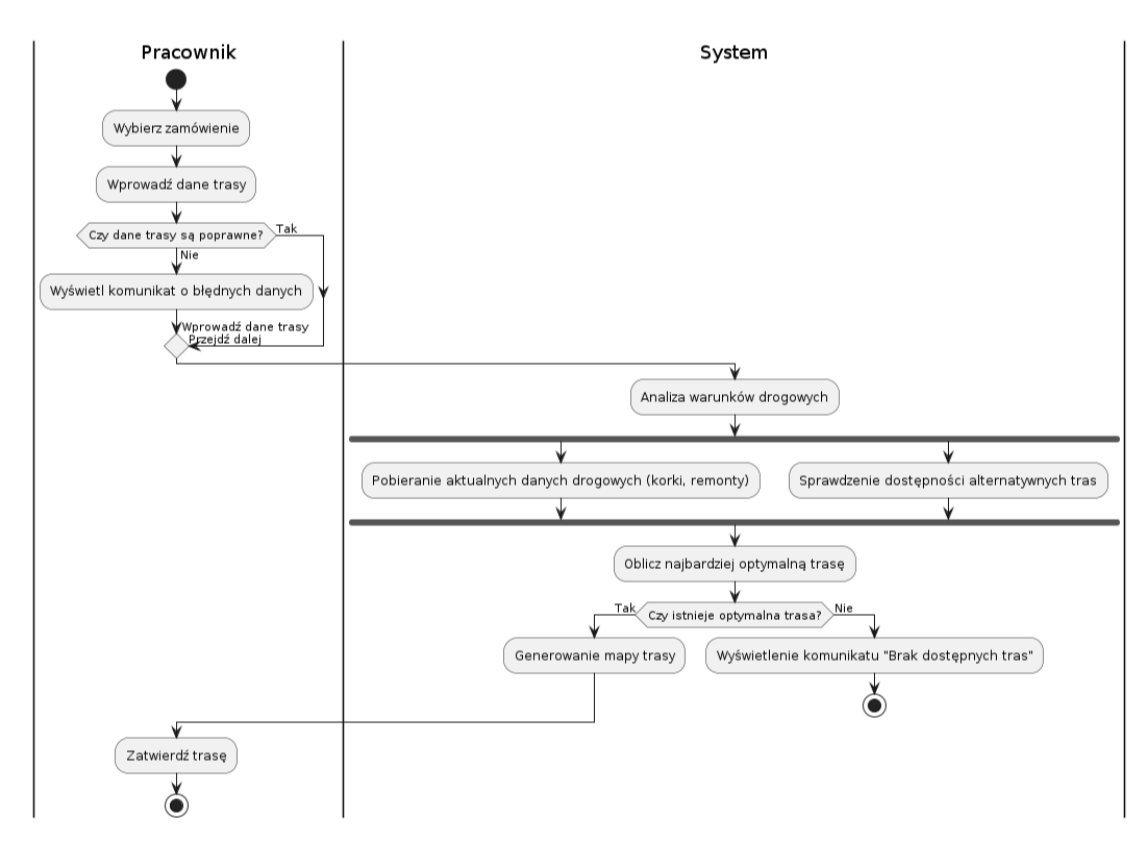 Pracownik
System
Wybierz zamówienie
Wprowadź dane trasy
Czy dane trasy są poprawne?
Tak
Nie
Wyświetl komunikat o błędnych danych
Wprowadź dane trasy
Przejdź dalej
Analiza warunków drogowych
Pobieranie aktualnych danych drogowych (korki, remonty)
Sprawdzenie dostępności alternatywnych tras
Oblicz najbardziej optymalną trasę
Tak
Czy istnieje optymalna trasa?
Nie
Generowanie mapy trasy
Wyświetlenie komunikatu "Brak dostępnych tras"
Zatwierdź trasę